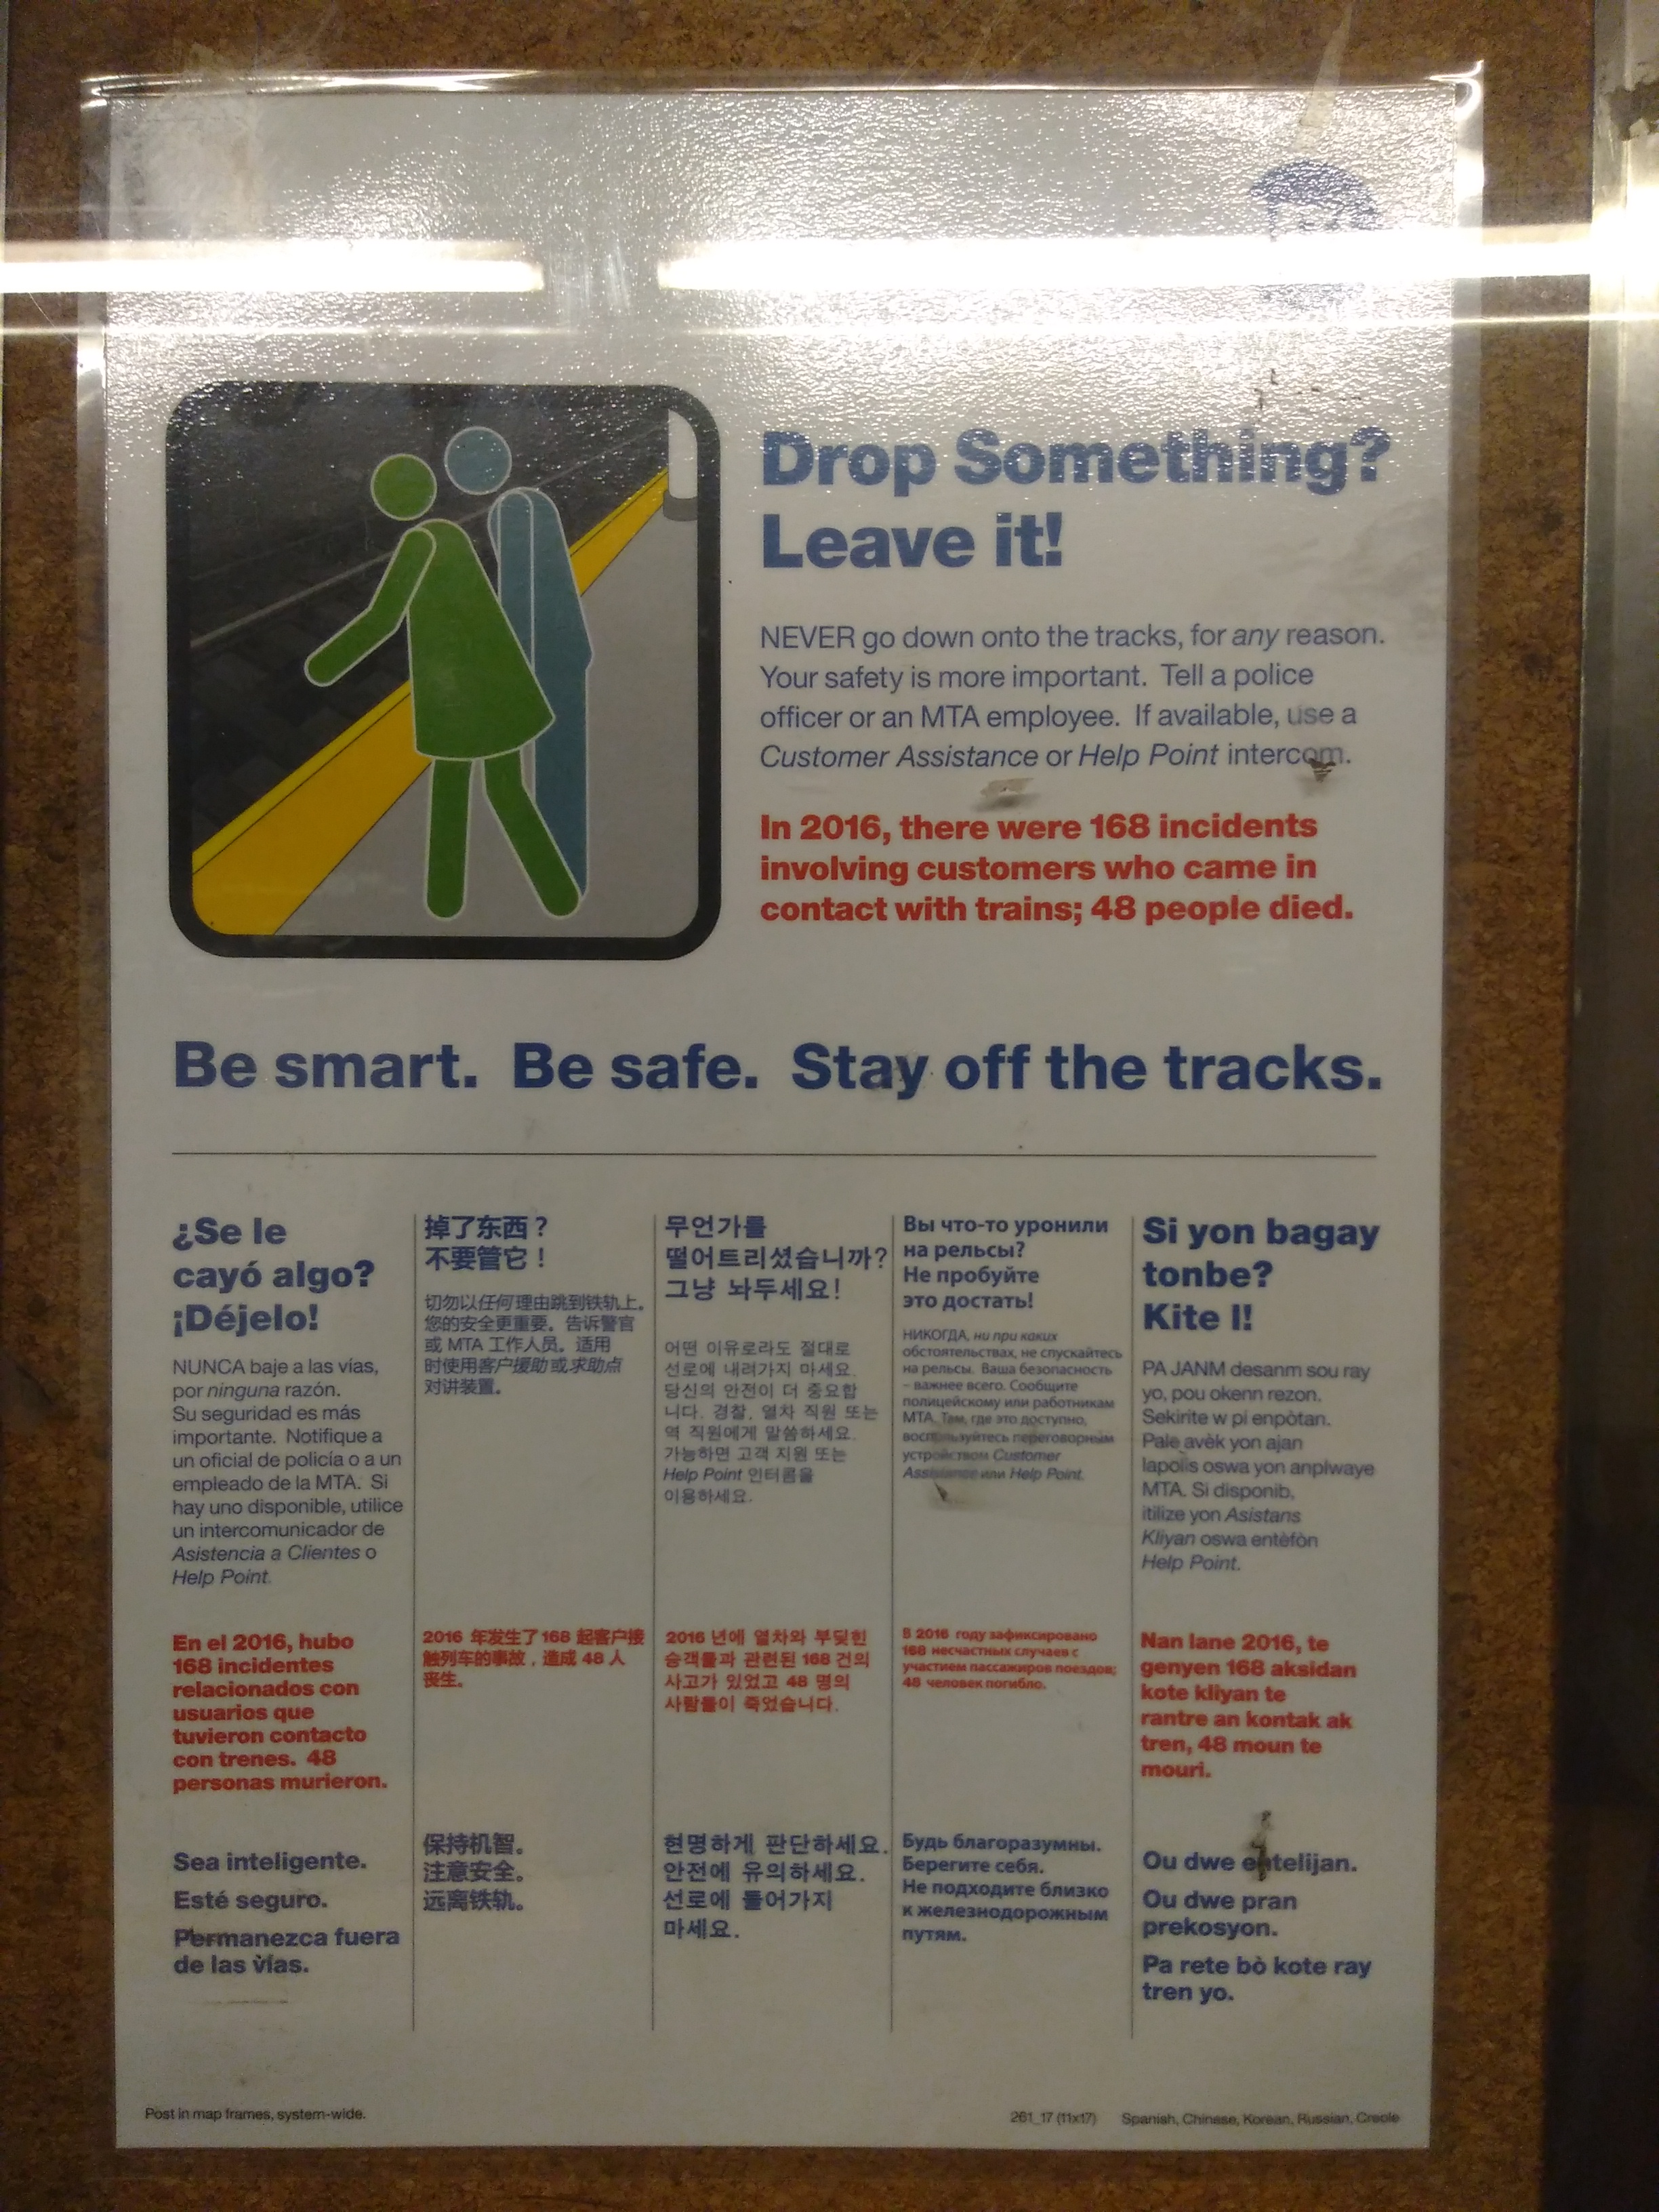 Drop Something?
Leave it!
NEVER go down onto the tracks, for any reason.
Your safety is more important. Tell a police
officer or an MTA employee. If available, use a
Customer Assistance or Help Point intercom.
In 2016, there were 168 incidents
involving customers who came in
contact with trains; 48 people died.
Be smart. Be safe. Stay off the tracks.
¿Se le
cayó algo?
¡Déjelo!
NUNCA baje a las vías,
por ninguna razón.
Su seguridad es más
importante. Notifique a
un oficial de policía o a un
empleado de la MTA. Si
hay uno disponible, utilice
un intercomunicador de
Asistencia a Clientes o
Help Point.
En el 2016, hubo
168 incidentes
relacionados con
usuarios que
tuvieron contacto
con trenes. 48
personas murieron.
Sea inteligente.
Esté seguro.
Permanezca fuera
de las vías.
掉了东西？
不要管它！
切勿以任何理由跳到铁轨上。
您的安全更重要。告诉警官
或 MTA 工作人员。适用
时使用客户援助或求助点
对讲装置。
2016 年发生了168 起客户接
触列车的事故，造成 48 人
丧生。
保持机智。
注意安全。
远离铁轨。
무언가를
떨어트리셨습니까?
그냥 놔두세요!
어떤 이유로라도 절대로
선로에 내려가지 마세요.
당신의 안전이 더 중요합
니다. 경찰, 열차 직원 또는
역 직원에게 말씀하세요.
가능하면 고객 지원 또는
Help Point 인터콤을
이용하세요.
2016 년에 열차와 부딪힌
승객들과 관련된 168 건의
사고가 있었고 48 명의
사람들이 죽었습니다.
현명하게 판단하세요.
안전에 유의하세요.
선로에 들어가지
마세요.
Вы что-то уронили
на рельсы?
Не пробуйте
это достать!
НИКОГДА, ни при каких
обстоятельствах, не спускайтесь
на рельсы. Ваша безопасность
– важнее всего. Сообщите
полицейскому или работникам
МТА. Там, где это доступно,
воспользуйтесь переговорным
устройством Customer
Assistance или Help Point.
В 2016 году зафиксировано
168 несчастных случаев с
участием пассажиров поездов;
48 человек погибло.
Будь благоразумны.
Берегите себя.
Не подходите близко
к железнодорожным
путям.
Si yon bagay
tonbe?
Kite l!
PA JANM desann sou ray
yo, pou okenn rezon.
Sekirite w pi enpòtan.
Pale avèk yon ajan
lapolis oswa yon anplwaye
MTA. Si disponib,
itilize yon Asistans
Kliyan oswa entèfòn
Help Point.
Nan lane 2016, te
genyen 168 aksidan
kote kliyan te
rantre an kontak ak
tren, 48 moun te
mouri.
Ou dwe entelijan.
Ou dwe pran
prekosyon.
Pa rete bò kote ray
tren yo.
Post in map frames, system-wide.
261_17 (11x17) Spanish, Chinese, Korean, Russian, Creole